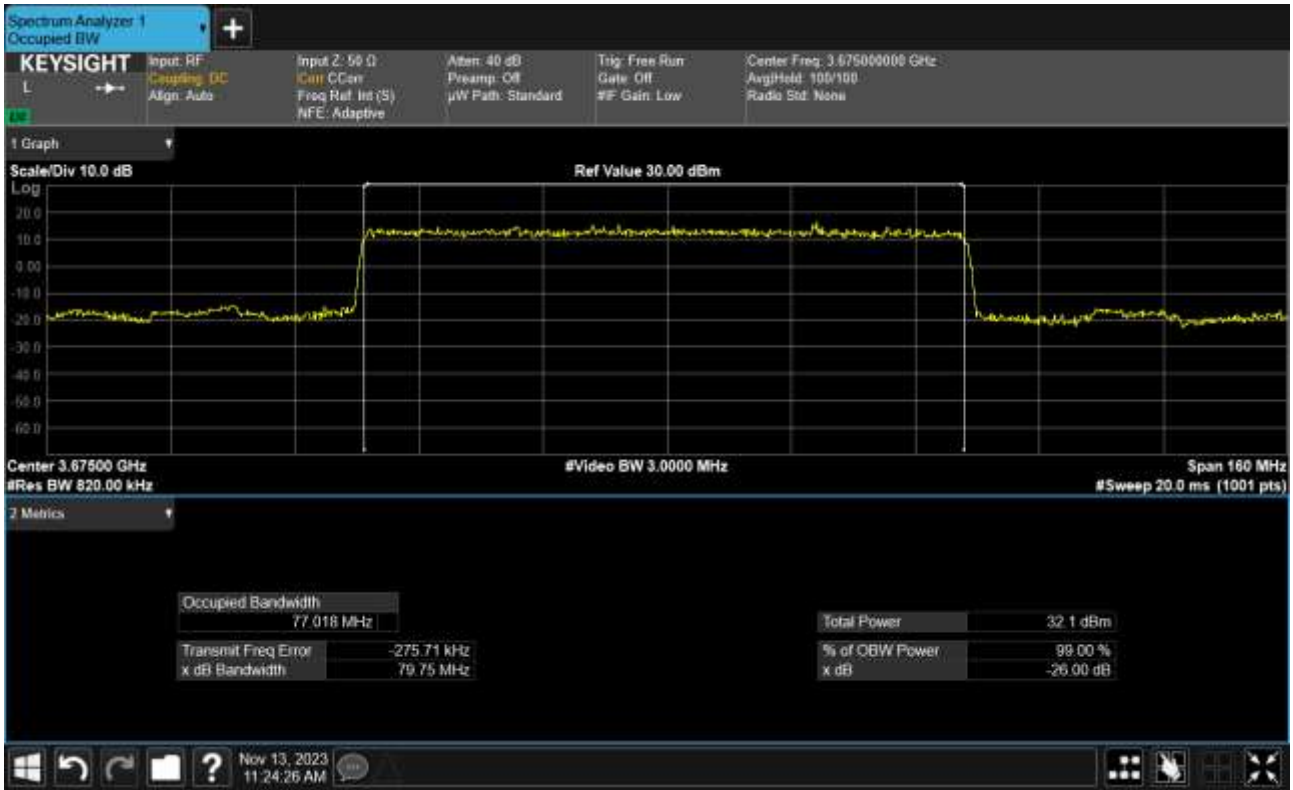 Spectrum Analyzer 1
Occupied BW
+
KEYSIGHT
L
Input: RF
Coupling: DC
Align: Auto
Input Z: 50 Ω
Corr CCorr
Freq Ref: Int (S)
NFE: Adaptive
Atten: 40 dB
Preamp: Off
µW Path: Standard
Trig: Free Run
Gate: Off
#IF Gain: Low
Center Freq: 3.675000000 GHz
Avg|Hold: 100/100
Radio Std: None
1 Graph
Scale/Div 10.0 dB
Ref Value 30.00 dBm
Log
20.0
10.0
0.00
-10.0
-20.0
-30.0
-40.0
-50.0
-60.0
Center 3.67500 GHz
#Video BW 3.0000 MHz
Span 160 MHz
#Res BW 820.00 kHz
#Sweep 20.0 ms (1001 pts)
2 Metrics
Occupied Bandwidth
77.018 MHz
Total Power 32.1 dBm
Transmit Freq Error -275.71 kHz
% of OBW Power 99.00 %
x dB Bandwidth 79.75 MHz
x dB -26.00 dB
?
Nov 13, 2023
11:24:26 AM